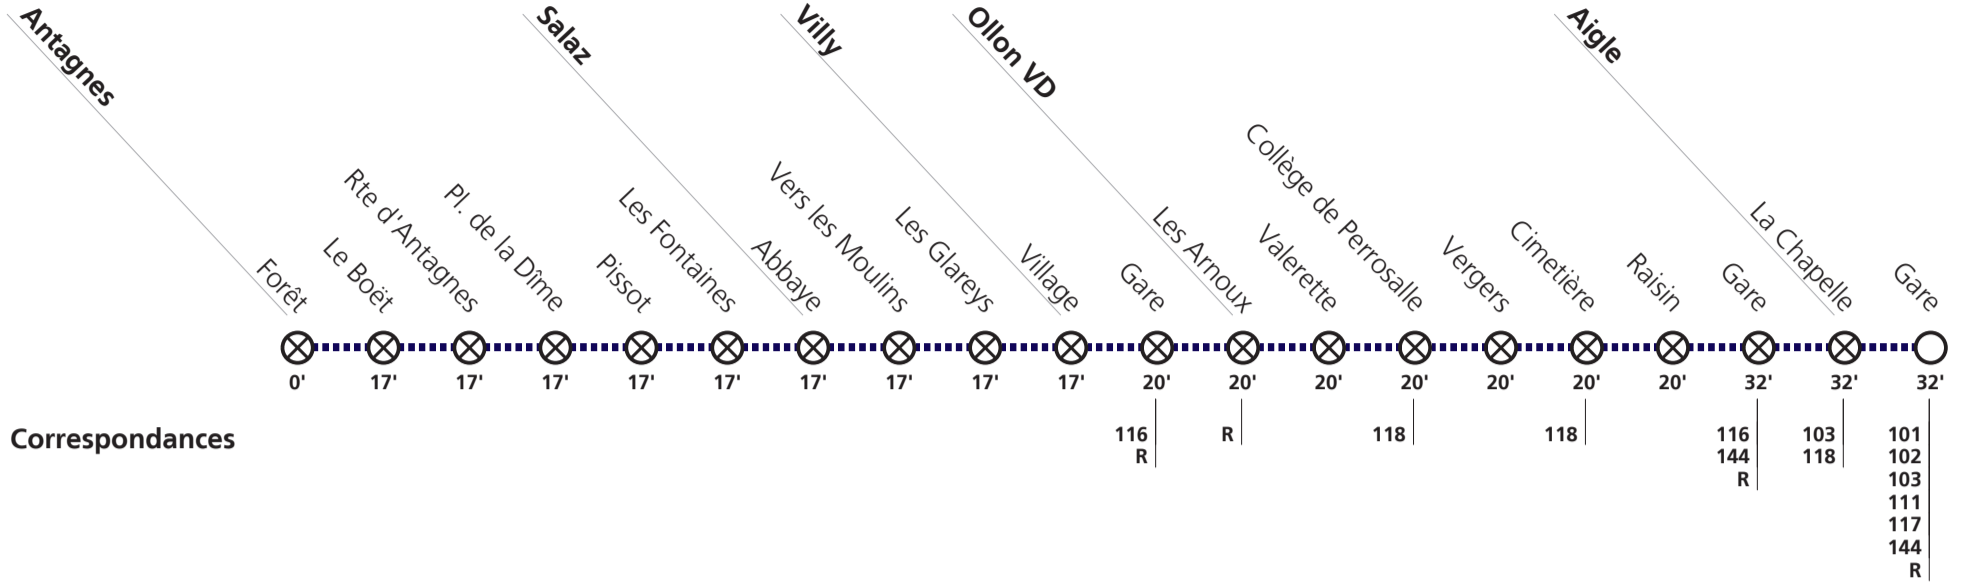 Antagnes
Salaz
Villy
Ollon VD
Aigle
Forêt
Le Boët
Rte d'Antagnes
Pl. de la Dîme
Pissot
Les Fontaines
Abbaye
Vers les Moulins
Les Glareys
Village
Gare
Les Arnoux
Valerette
Collège de Perrosalle
Vergers
Cimetière
Raisin
Gare
La Chapelle
Gare
0' 17' 17' 17' 17' 17' 17' 17' 17' 17' 20' 20' 20' 20' 20' 20' 20' 32' 32' 32'
Correspondances
116
R
R
118
118
116
144
R
103
118
101
102
103
111
117
144
R